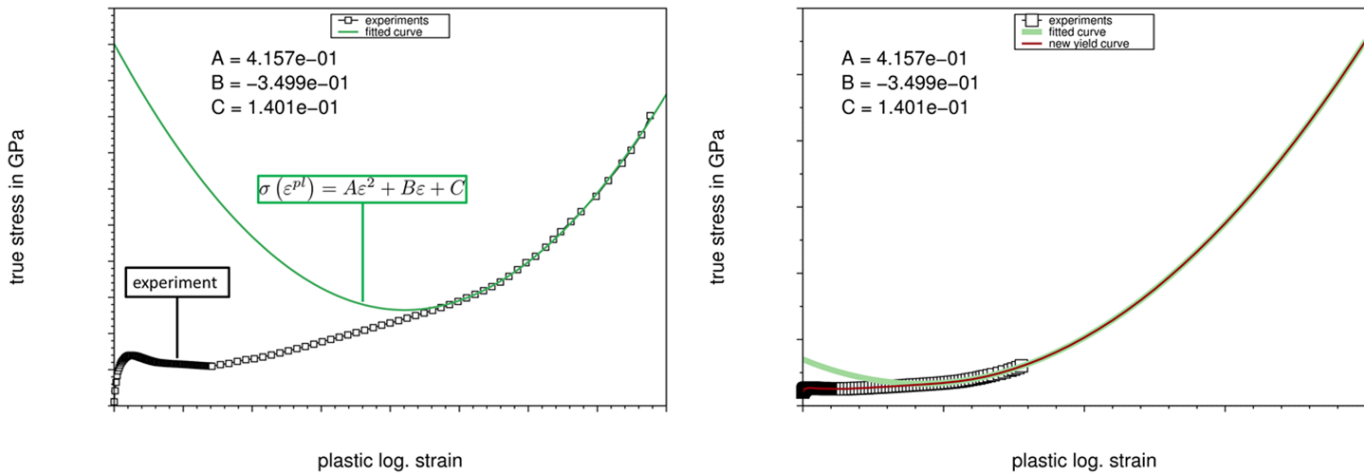 experiments
fitted curve
A = 4.157e−01
B = −3.499e−01
C = 1.401e−01
σ (ε^{pl}) = Aε² + Bε + C
experiment
true stress in GPa
plastic log. strain
experiments
fitted curve
new yield curve
A = 4.157e−01
B = −3.499e−01
C = 1.401e−01
true stress in GPa
plastic log. strain